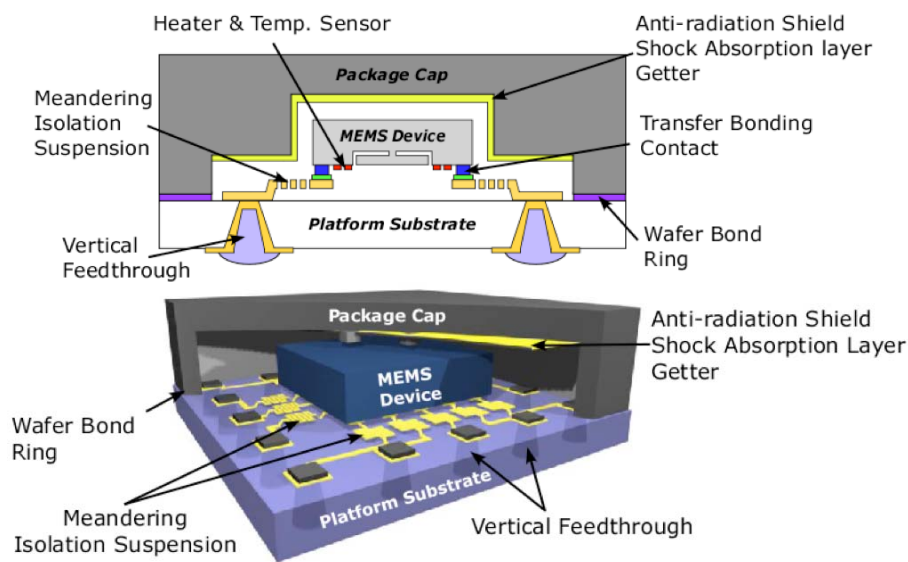 Heater & Temp. Sensor
Anti-radiation Shield
Shock Absorption layer
Getter
Package Cap
Meandering
Isolation
Suspension
MEMS Device
Transfer Bonding
Contact
Platform Substrate
Vertical
Feedthrough
Wafer Bond
Ring
Package Cap
Anti-radiation Shield
Shock Absorption Layer
Getter
MEMS
Device
Wafer Bond
Ring
Platform Substrate
Meandering
Isolation Suspension
Vertical Feedthrough